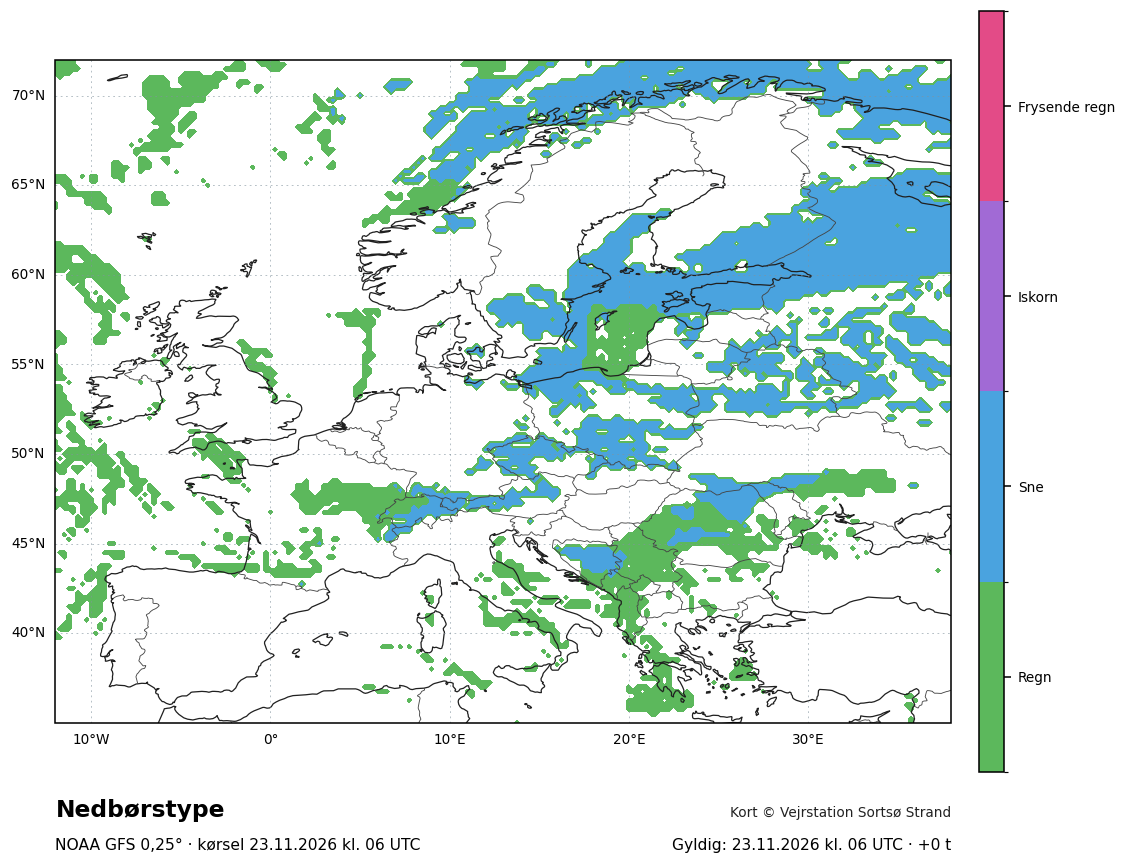 70°N
65°N
60°N
55°N
50°N
45°N
40°N
10°W
0°
10°E
20°E
30°E
Frysende regn
Iskorn
Sne
Regn
Nedbørstype
Kort © Vejrstation Sortsø Strand
NOAA GFS 0,25° · kørsel 23.11.2026 kl. 06 UTC
Gyldig: 23.11.2026 kl. 06 UTC · +0 t